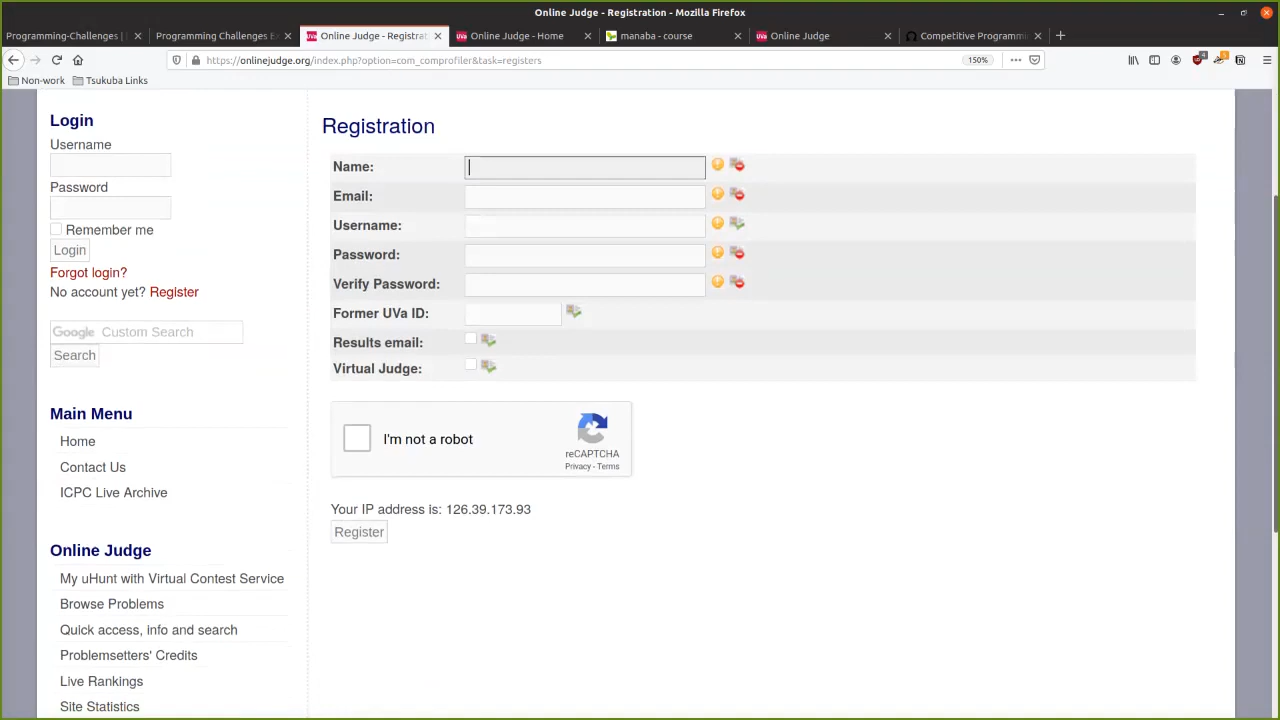 Online Judge - Registration - Mozilla Firefox
Programming-Challenges |
Programming Challenges E
Online Judge - Registrat
Online Judge - Home
manaba - course
Online Judge
Competitive Programmi
https://onlinejudge.org/index.php?option=com_comprofiler&task=registers
150%
Non-work
Tsukuba Links
Login
Username
Password
Remember me
Login
Forgot login?
No account yet? Register
Google Custom Search
Search
Main Menu
Home
Contact Us
ICPC Live Archive
Online Judge
My uHunt with Virtual Contest Service
Browse Problems
Quick access, info and search
Problemsetters' Credits
Live Rankings
Site Statistics
Registration
Name:
Email:
Username:
Password:
Verify Password:
Former UVa ID:
Results email:
Virtual Judge:
I'm not a robot
reCAPTCHA
Privacy - Terms
Your IP address is: 126.39.173.93
Register